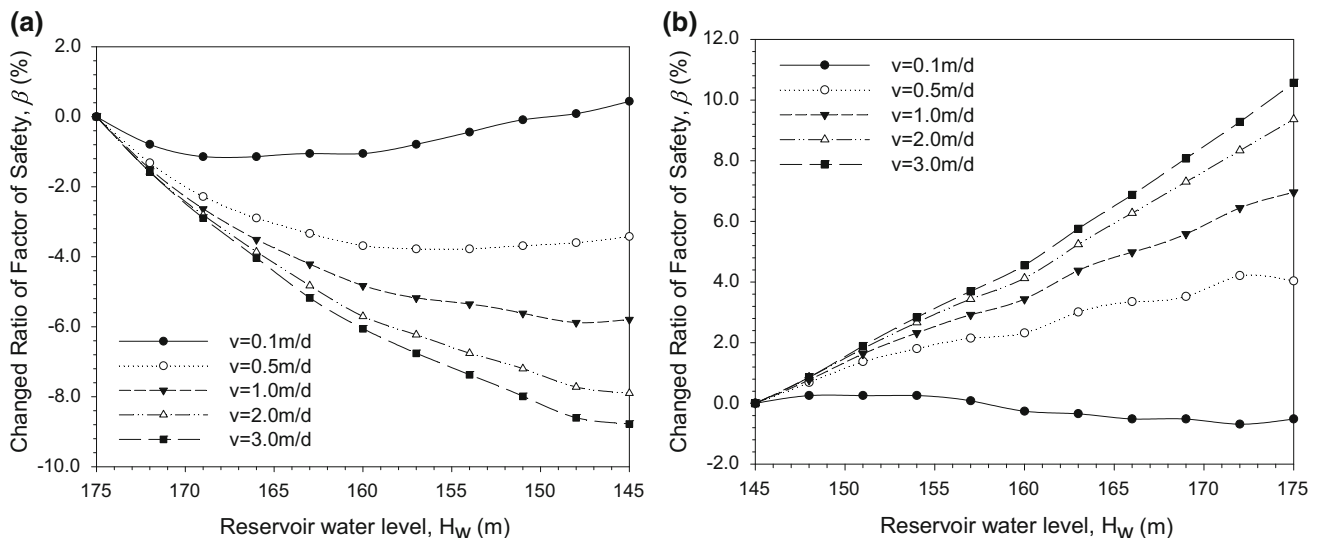 (a)
Changed Ratio of Factor of Safety, β (%)
2.0
0.0
-2.0
-4.0
-6.0
-8.0
-10.0
v=0.1m/d
v=0.5m/d
v=1.0m/d
v=2.0m/d
v=3.0m/d
175 170 165 160 155 150 145
Reservoir water level, HW (m)
(b)
Changed Ratio of Factor of Safety, β (%)
12.0
10.0
8.0
6.0
4.0
2.0
0.0
-2.0
v=0.1m/d
v=0.5m/d
v=1.0m/d
v=2.0m/d
v=3.0m/d
145 150 155 160 165 170 175
Reservoir water level, HW (m)